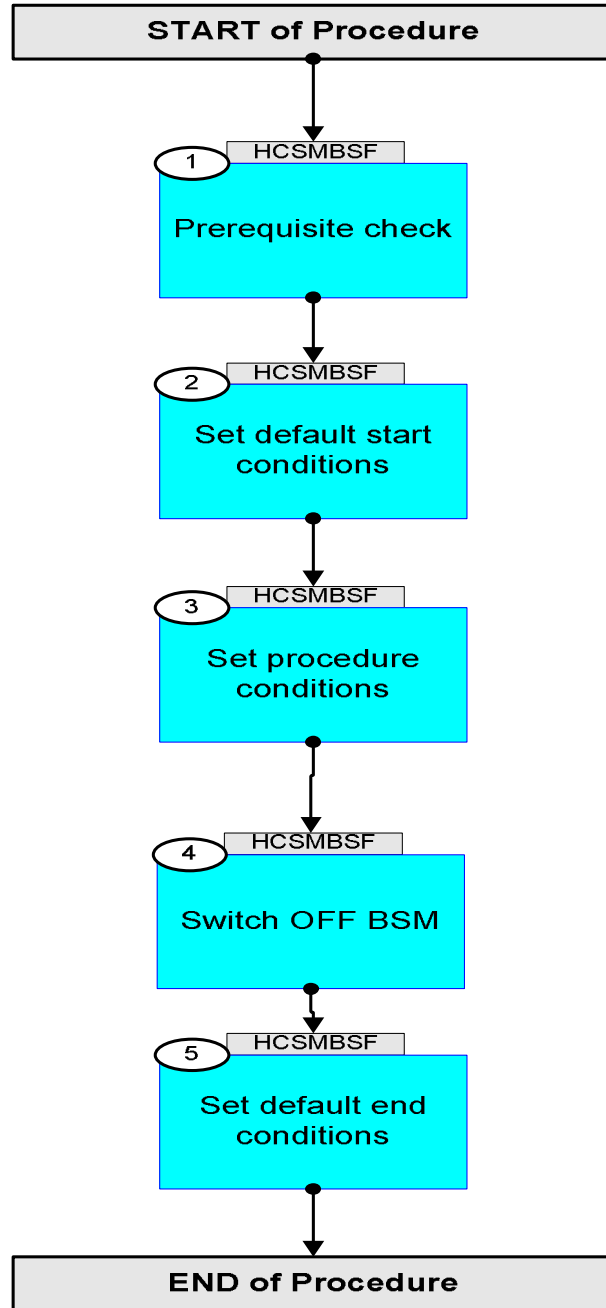 START of Procedure
HCSMBSF
1
Prerequisite check
HCSMBSF
2
Set default start
conditions
HCSMBSF
3
Set procedure
conditions
HCSMBSF
4
Switch OFF BSM
HCSMBSF
5
Set default end
conditions
END of Procedure